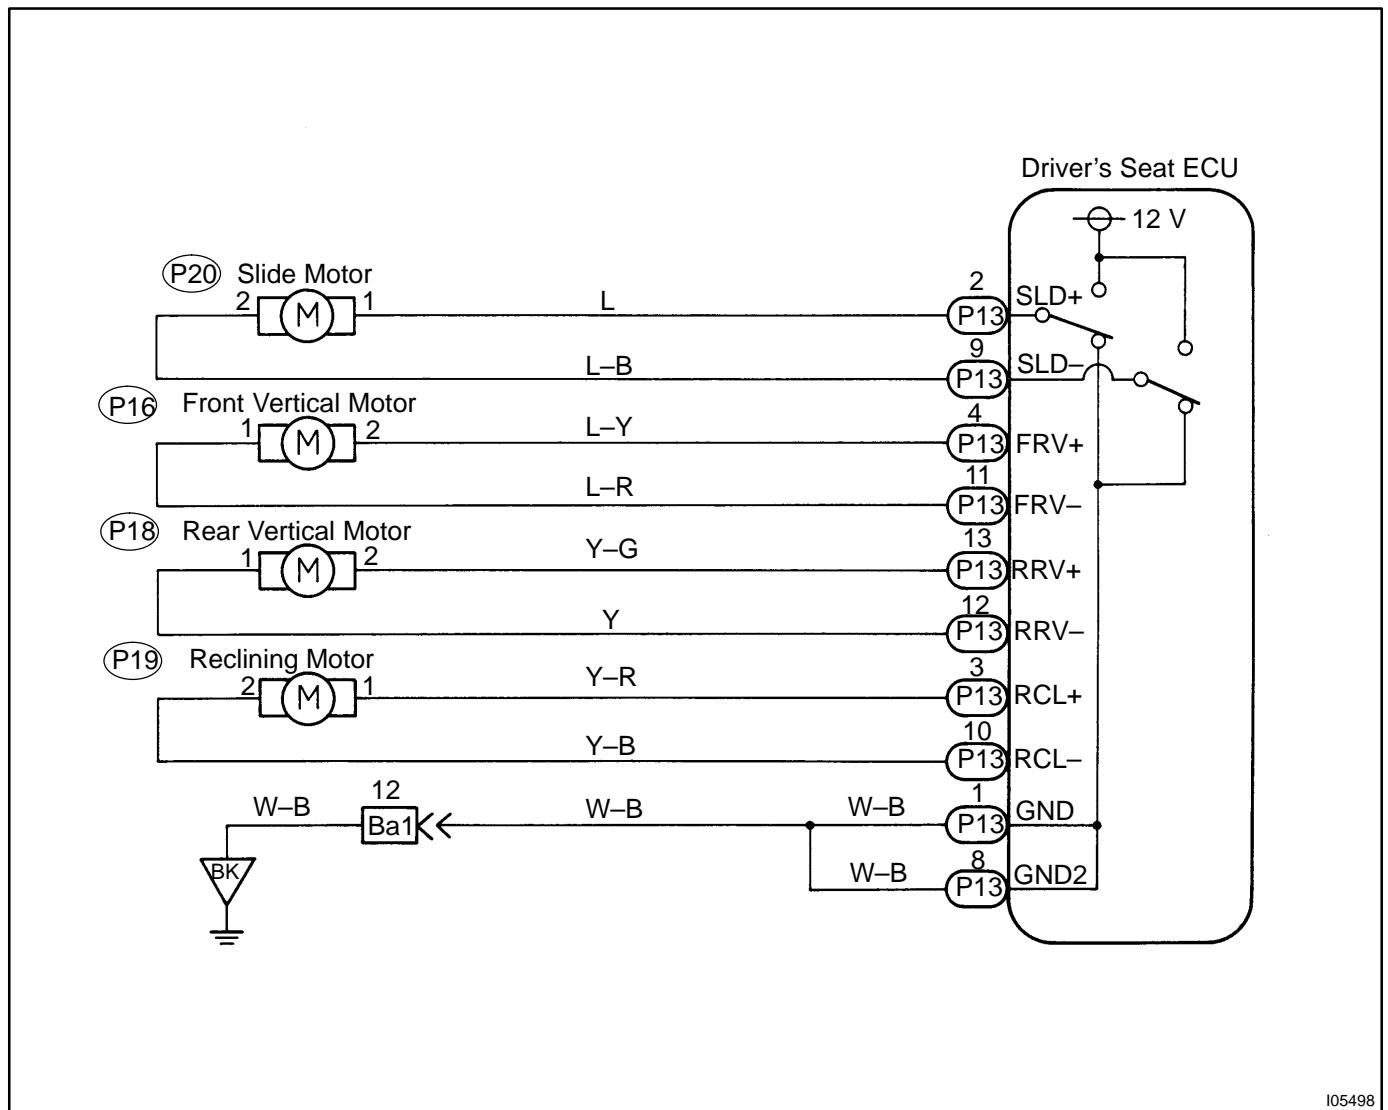 Driver's Seat ECU
12 V
P20 Slide Motor
2 M 1 L 2 P13 SLD+
L–B 9 P13 SLD–
P16 Front Vertical Motor
1 M 2 L–Y 4 P13 FRV+
L–R 11 P13 FRV–
P18 Rear Vertical Motor
1 M 2 Y–G 13 P13 RRV+
Y 12 P13 RRV–
P19 Reclining Motor
2 M 1 Y–R 3 P13 RCL+
Y–B 10 P13 RCL–
W–B 12 Ba1 W–B W–B 1 P13 GND
BK W–B 8 P13 GND2
I05498